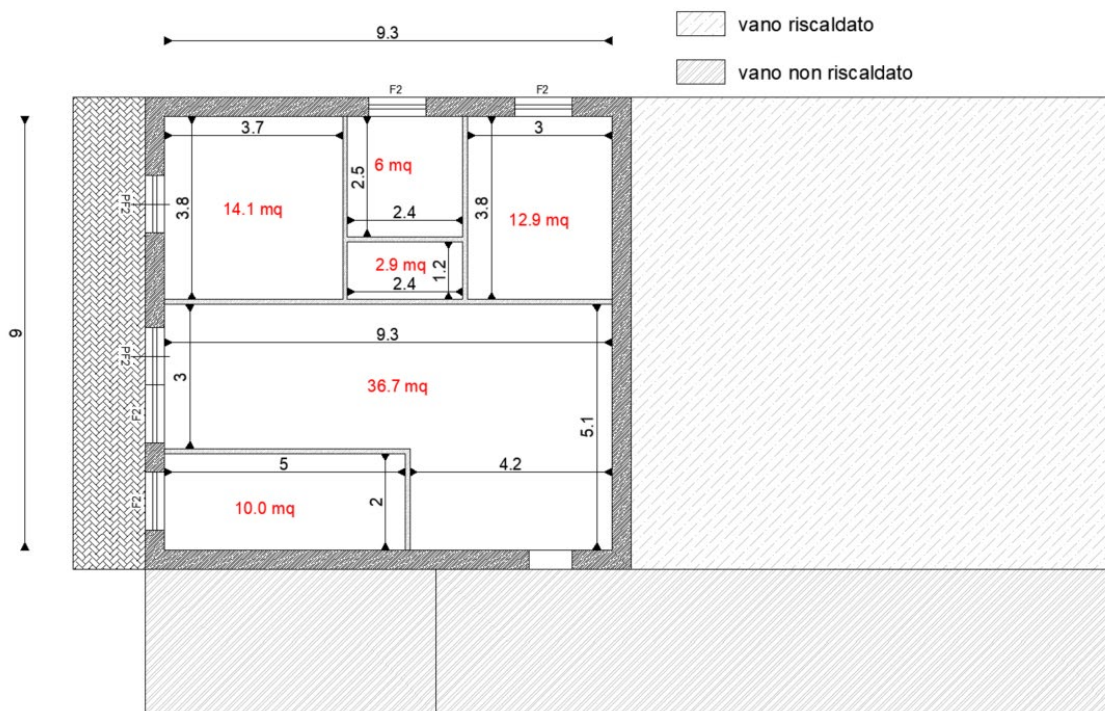 9.3
vano riscaldato
vano non riscaldato
F2
F2
3.7
3
2.5
6 mq
PF2
3.8
14.1 mq
3.8
12.9 mq
2.4
2.9 mq
1.2
2.4
9
9.3
PF2
3
36.7 mq
5.1
F2
5
4.2
F2
10.0 mq
2